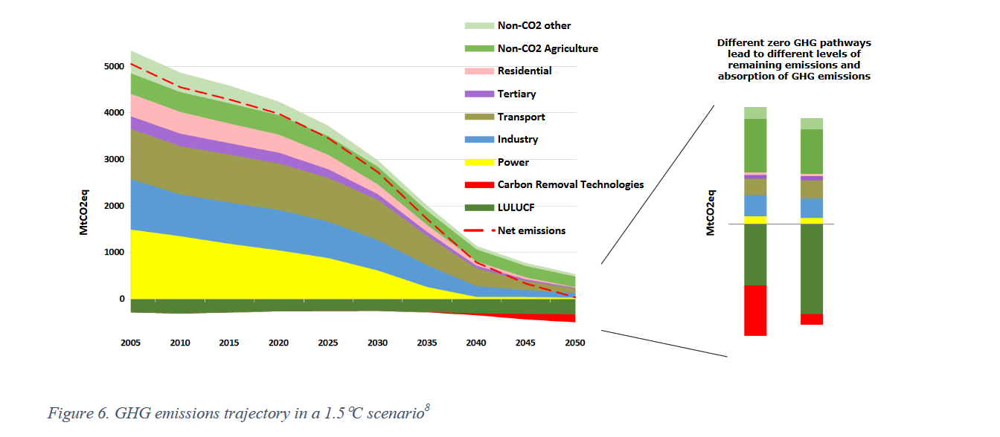 Non-CO2 other
Non-CO2 Agriculture
Residential
Tertiary
Transport
Industry
Power
Carbon Removal Technologies
LULUCF
Net emissions
MtCO2eq
5000
4000
3000
2000
1000
0
2005 2010 2015 2020 2025 2030 2035 2040 2045 2050
Different zero GHG pathways
lead to different levels of
remaining emissions and
absorption of GHG emissions
MtCO2eq
Figure 6. GHG emissions trajectory in a 1.5°C scenario8